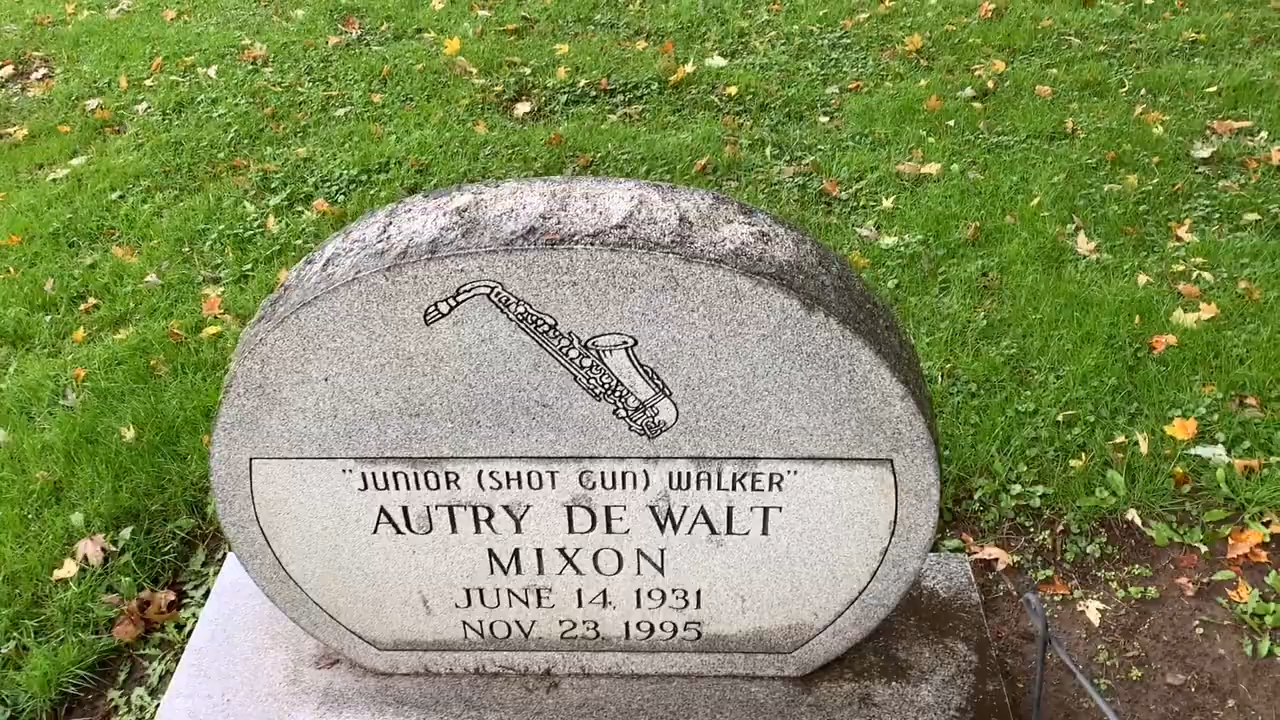 "JUNIOR (SHOT GUN) WALKER"
AUTRY DE WALT
MIXON
JUNE 14, 1931
NOV. 23, 1995